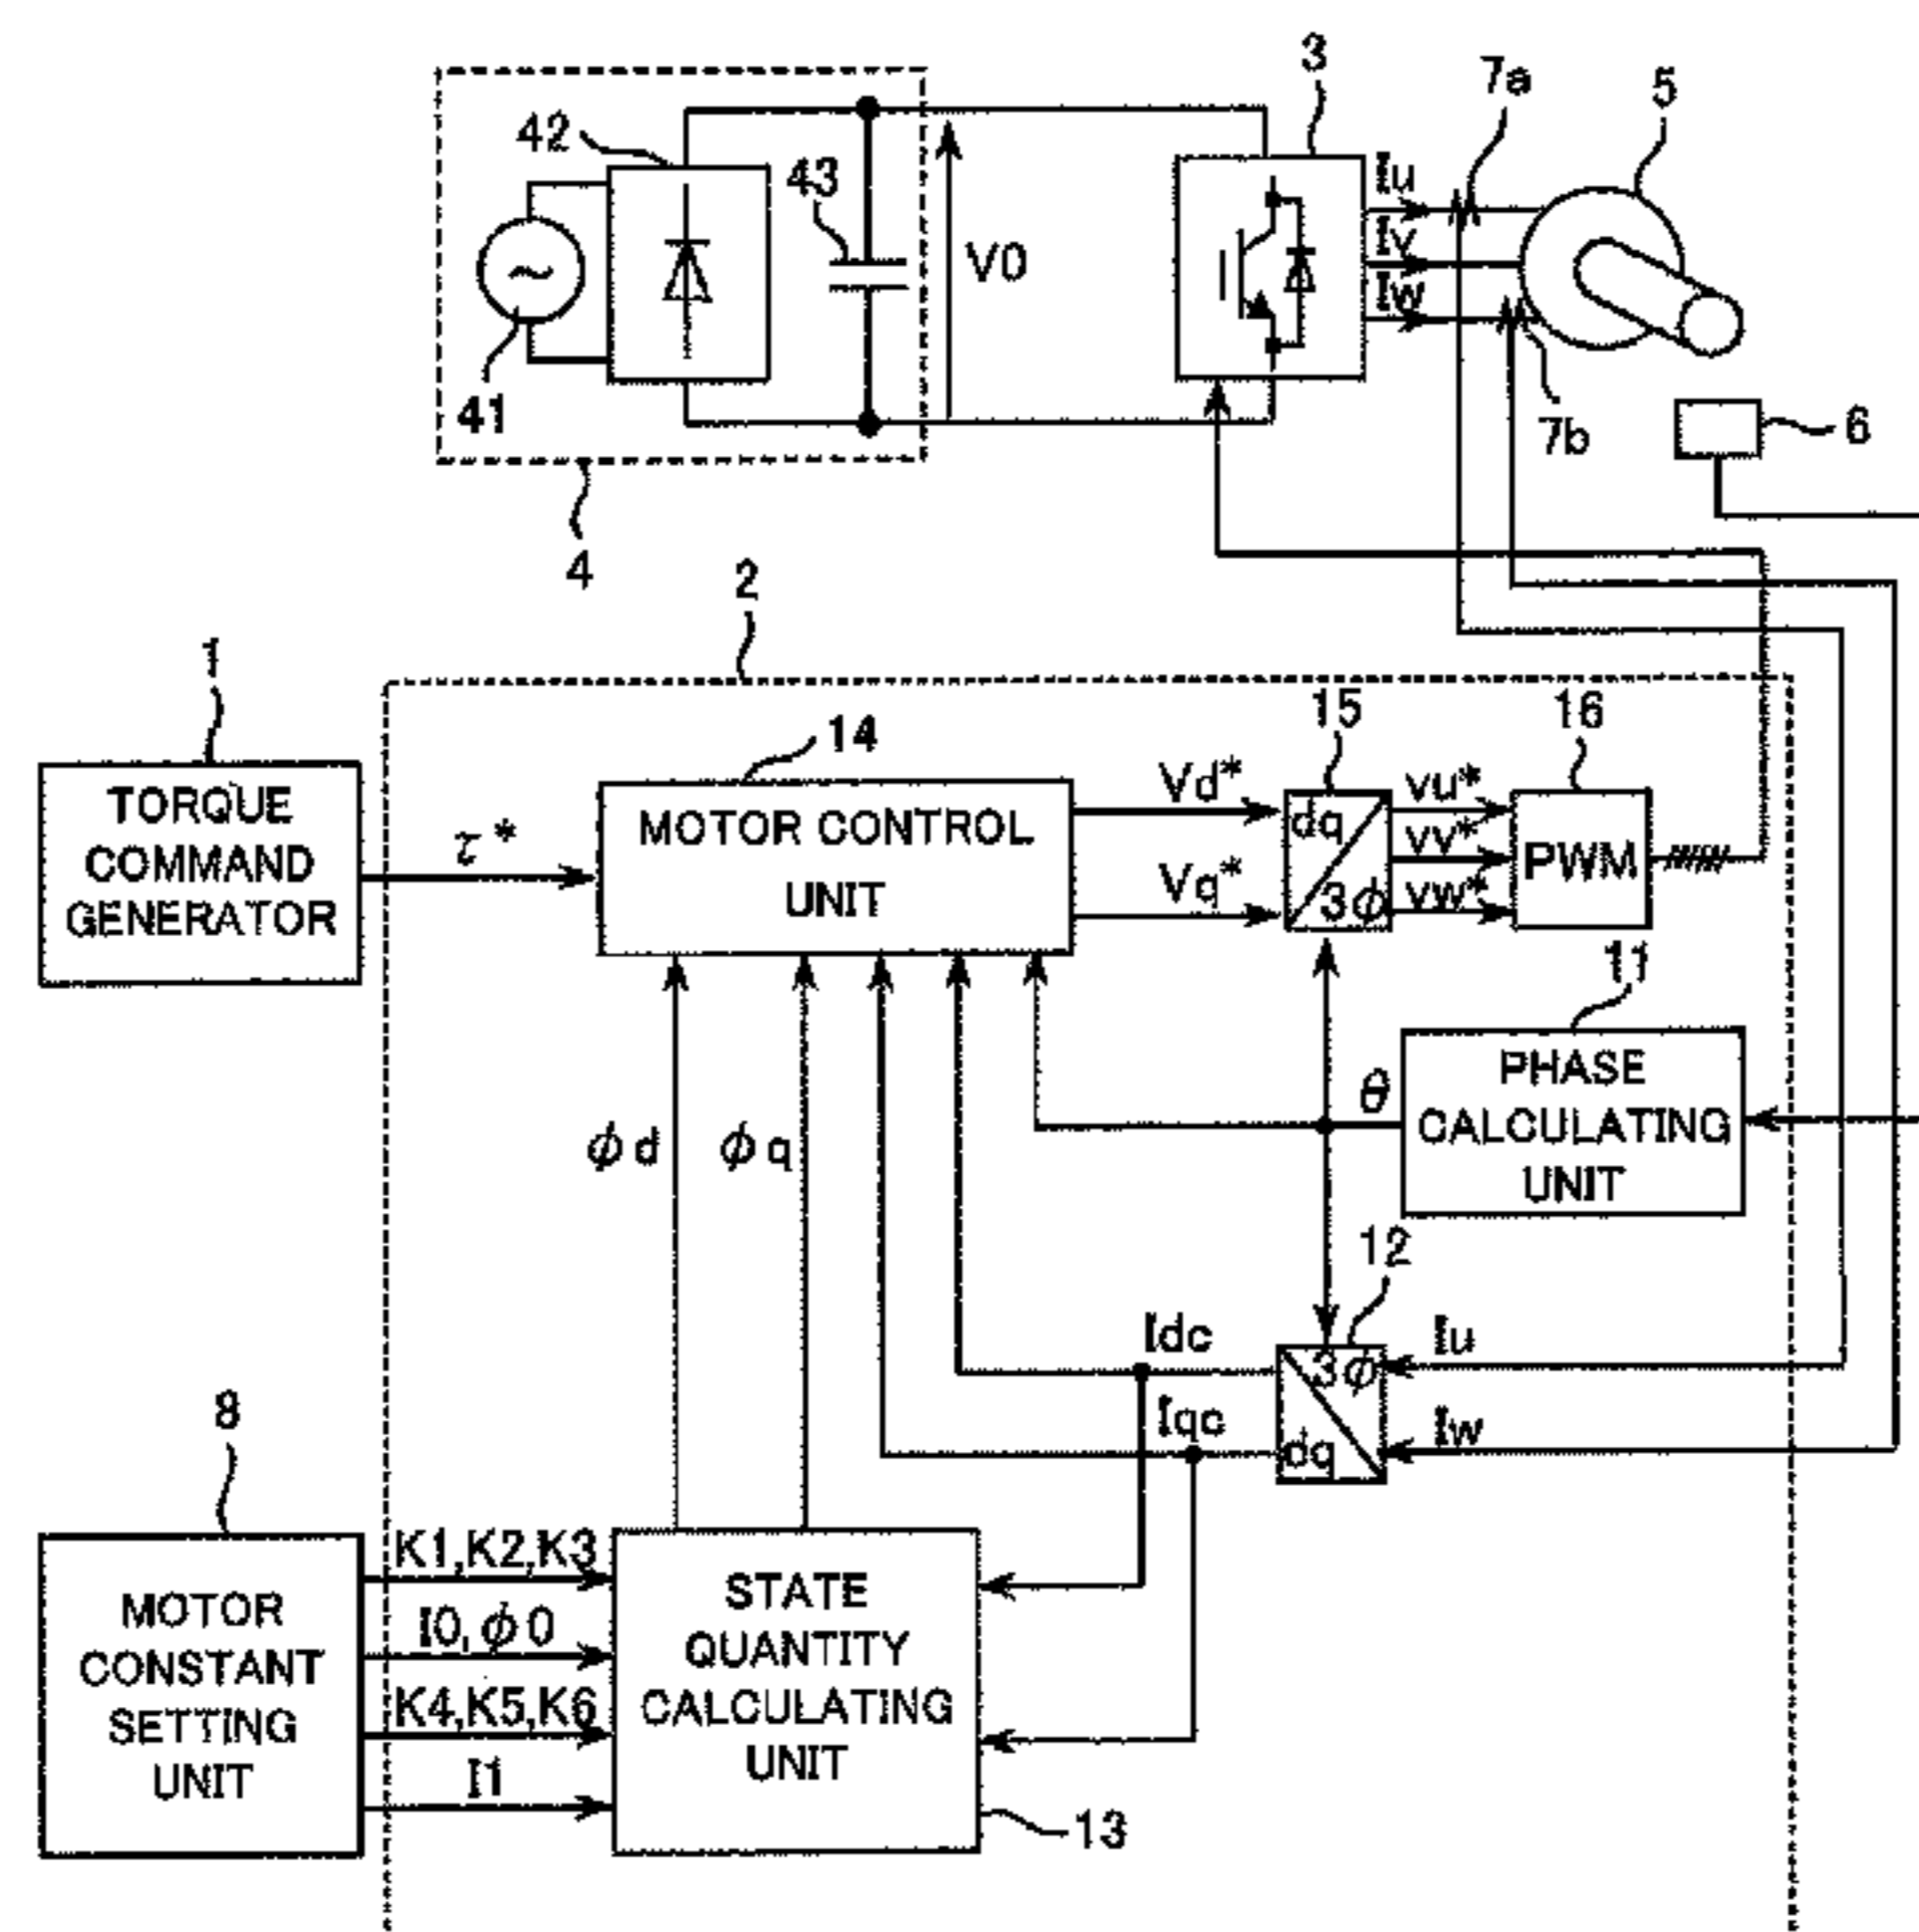 3
7a
5
42
43
Iu
Iv
V0
Iw
41
7b
6
4
2
1
14
15
16
TORQUE
COMMAND
GENERATOR
τ*
MOTOR CONTROL
UNIT
Vd*
Vq*
dq
3φ
vu*
vv*
vw*
PWM
11
PHASE
CALCULATING
UNIT
θ
φd
φq
12
Idc
3φ
Iu
Iqc
dq
Iw
8
MOTOR
CONSTANT
SETTING
UNIT
K1,K2,K3
I0,φ0
K4,K5,K6
I1
STATE
QUANTITY
CALCULATING
UNIT
13